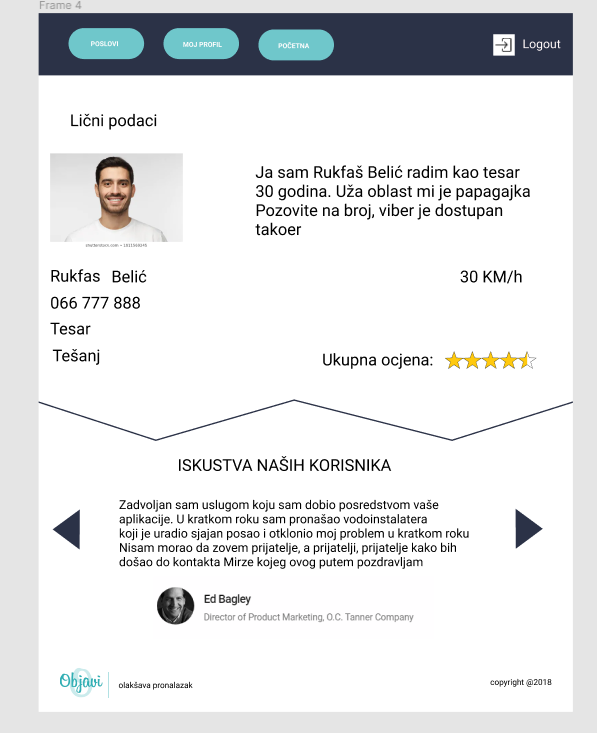 Frame 4
POSLOVI
MOJ PROFIL
POČETNA
Logout
Lični podaci
Ja sam Rukfaš Belić radim kao tesar
30 godina. Uža oblast mi je papagajka
Pozovite na broj, viber je dostupan
takoer
Rukfas Belić
30 KM/h
066 777 888
Tesar
Tešanj
Ukupna ocjena:
ISKUSTVA NAŠIH KORISNIKA
Zadvoljan sam uslugom koju sam dobio posredstvom vaše
aplikacije. U kratkom roku sam pronašao vodoinstalatera
koji je uradio sjajan posao i otklonio moj problem u kratkom roku
Nisam morao da zovem prijatelje, a prijatelji, prijatelje kako bih
došao do kontakta Mirze kojeg ovog putem pozdravljam
Ed Bagley
Director of Product Marketing, O.C. Tanner Company
Objavi
olakšava pronalazak
copyright @2018